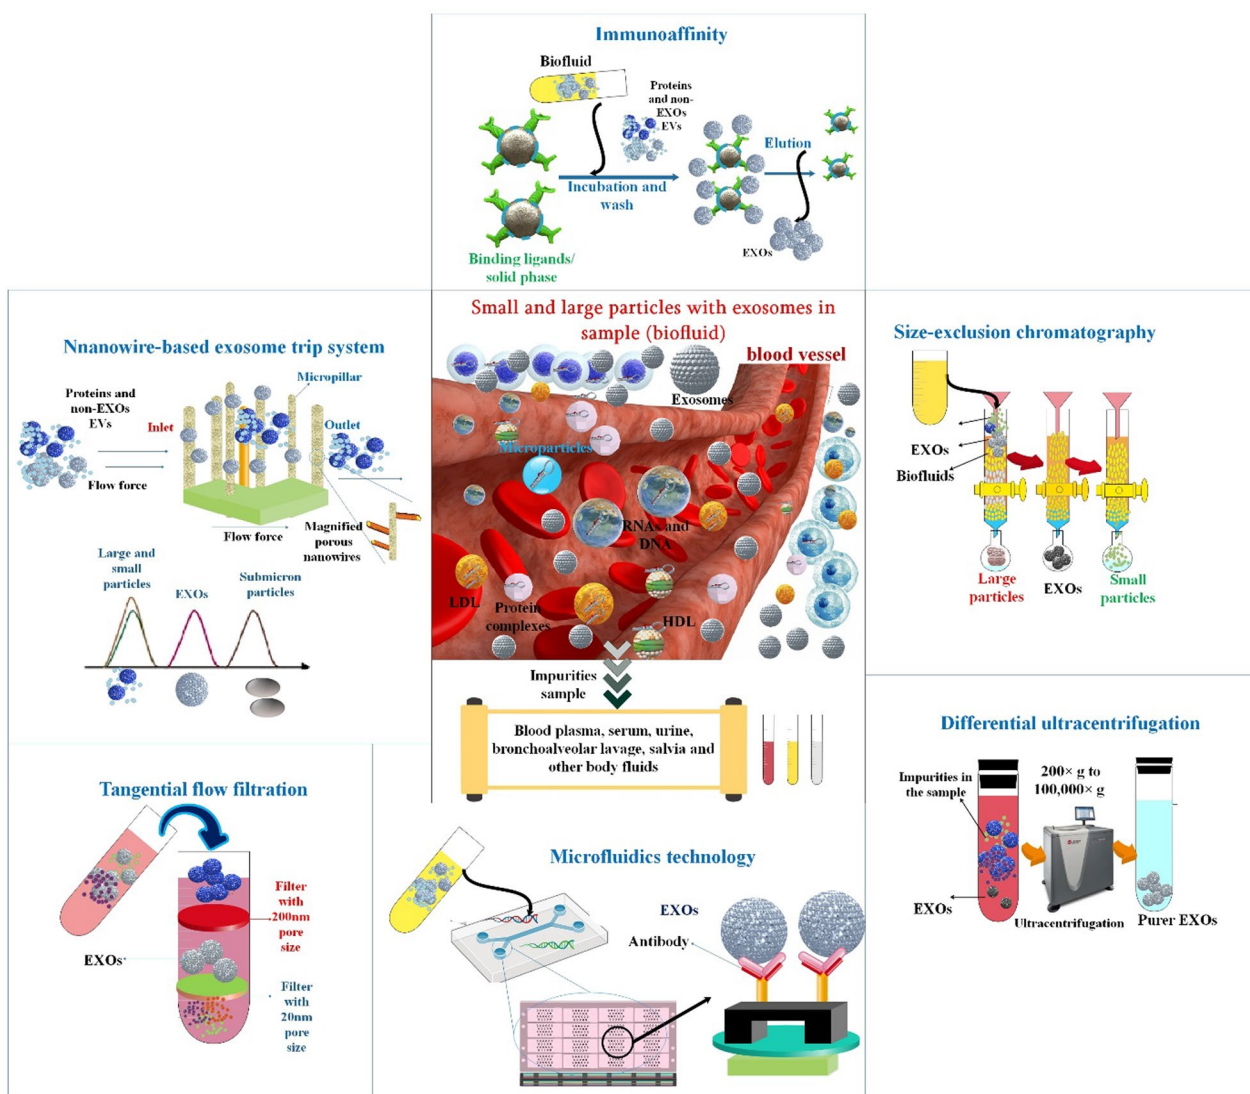 Immunoaffinity
Biofluid
Proteins
and non-
EXOs
EVs
Elution
Incubation and
wash
EXOs
Binding ligands/
solid phase
Nnanowire-based exosome trip system
Micropillar
Proteins and
non-EXOs
EVs
Inlet
Outlet
Flow force
Flow force
Magnified
porous
nanowires
Large and
small
particles
EXOs
Submicron
particles
Small and large particles with exosomes in
sample (biofluid)
blood vessel
Exosomes
Microparticles
RNAs and
DNA
LDL
Protein
complexes
HDL
Impurities
sample
Blood plasma, serum, urine,
bronchoalveolar lavage, salvia and
other body fluids
Size-exclusion chromatography
EXOs
Biofluids
Large
particles
EXOs
Small
particles
Tangential flow filtration
Filter with
200nm
pore
size
EXOs
Filter with
20nm
pore
size
Microfluidics technology
EXOs
Antibody
Differential ultracentrifugation
Impurities in
the sample
200× g to
100,000× g
EXOs
Ultracentrifugation
Purer EXOs